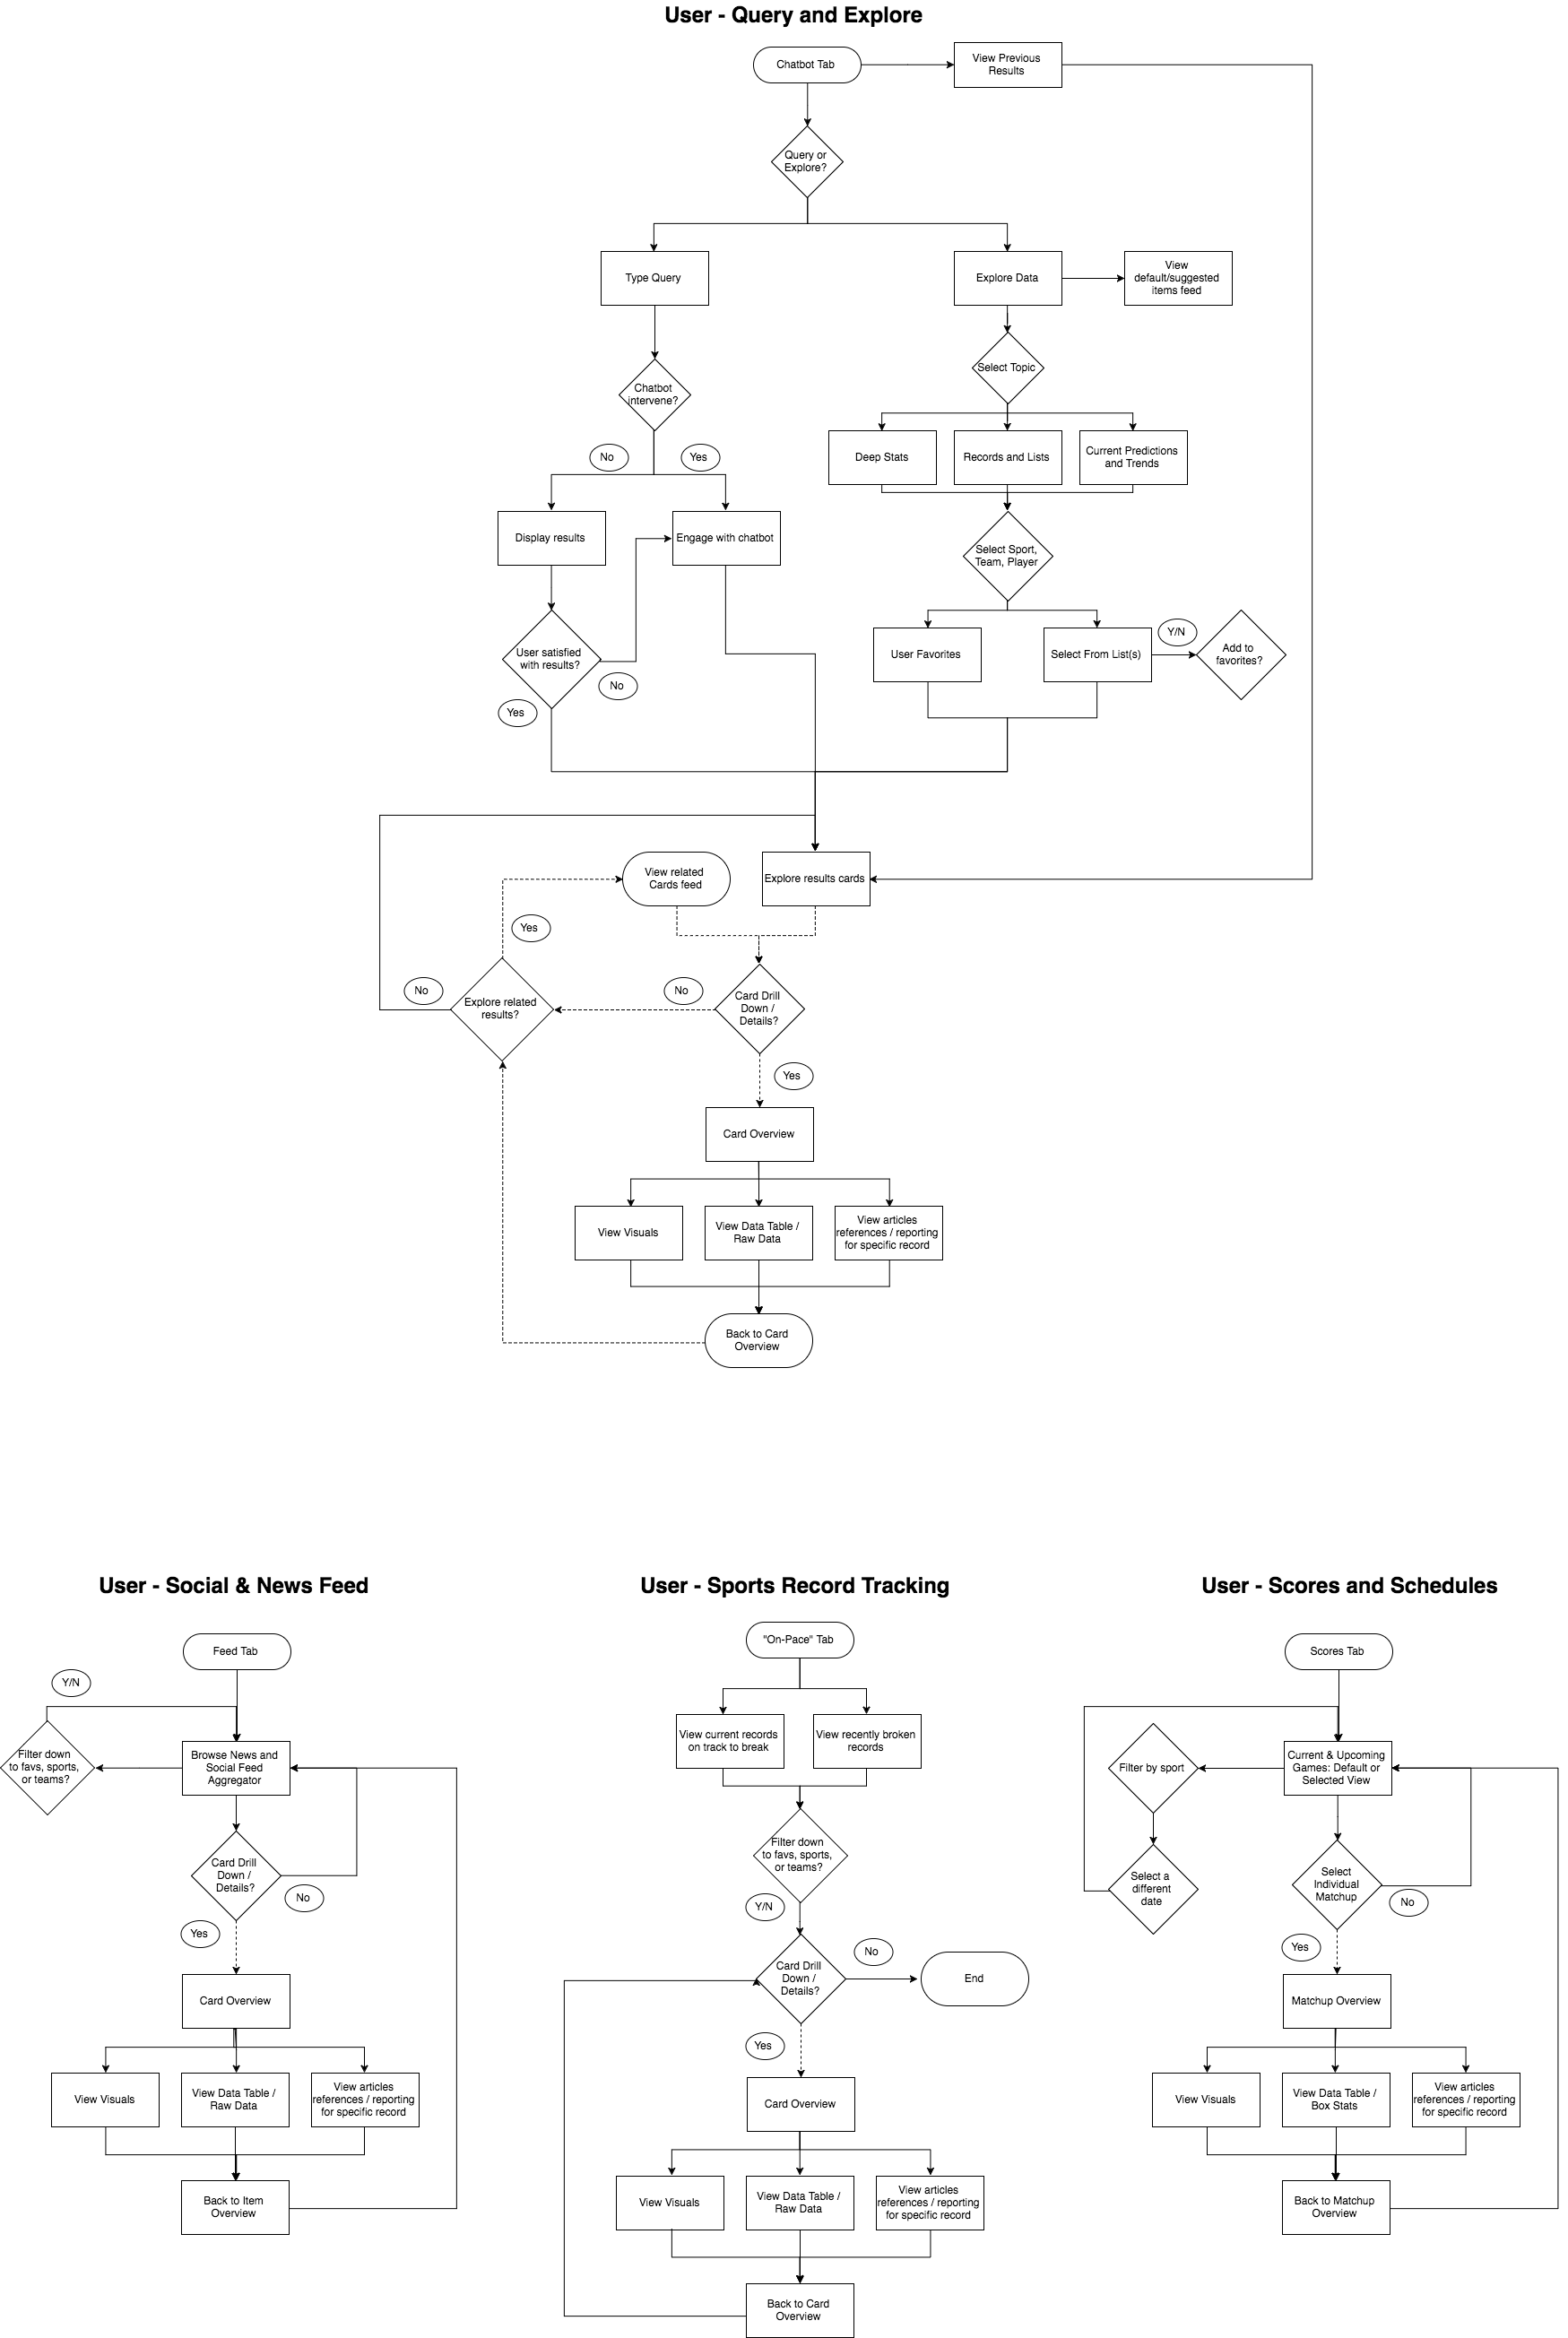 User - Query and Explore
Chatbot Tab
View Previous
Results
Query or
Explore?
Type Query
Explore Data
View
default/suggested
items feed
Select Topic
Chatbot
intervene?
No
Yes
Deep Stats
Records and Lists
Current Predictions
and Trends
Display results
Engage with chatbot
Select Sport,
Team, Player
User satisfied
with results?
No
Yes
User Favorites
Select From List(s)
Y/N
Add to
favorites?
View related
Cards feed
Explore results cards
Yes
No
Explore related
results?
No
Card Drill
Down /
Details?
Yes
Card Overview
View Visuals
View Data Table /
Raw Data
View articles
references / reporting
for specific record
Back to Card
Overview
User - Social & News Feed
Feed Tab
Y/N
Filter down
to favs, sports,
or teams?
Browse News and
Social Feed
Aggregator
Card Drill
Down /
Details?
No
Yes
Card Overview
View Visuals
View Data Table /
Raw Data
View articles
references / reporting
for specific record
Back to Item
Overview
User - Sports Record Tracking
"On-Pace" Tab
View current records
on track to break
View recently broken
records
Filter down
to favs, sports,
or teams?
Y/N
Card Drill
Down /
Details?
No
End
Yes
Card Overview
View Visuals
View Data Table /
Raw Data
View articles
references / reporting
for specific record
Back to Card
Overview
User - Scores and Schedules
Scores Tab
Filter by sport
Current & Upcoming
Games: Default or
Selected View
Select a
different
date
Select
Individual
Matchup
No
Yes
Matchup Overview
View Visuals
View Data Table /
Box Stats
View articles
references / reporting
for specific record
Back to Matchup
Overview